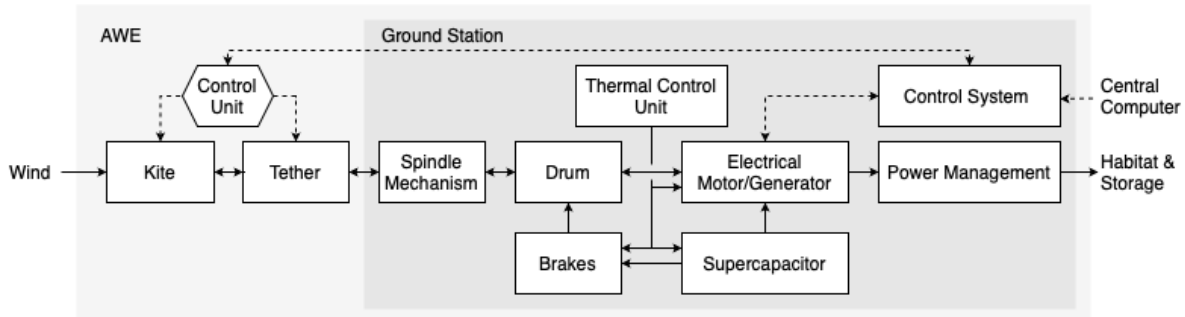 AWE
Ground Station
Control
Unit
Thermal Control
Unit
Control System
Central
Computer
Wind
Kite
Tether
Spindle
Mechanism
Drum
Electrical
Motor/Generator
Power Management
Habitat &
Storage
Brakes
Supercapacitor